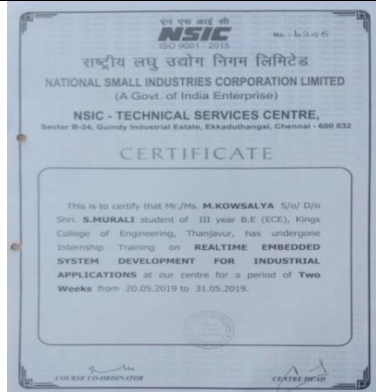 एन एस आई सी
NSIC
ISO 9001 : 2015
No.: 6245
राष्ट्रीय लघु उद्योग निगम लिमिटेड
NATIONAL SMALL INDUSTRIES CORPORATION LIMITED
(A Govt. of India Enterprise)
NSIC - TECHNICAL SERVICES CENTRE,
Sector B-24, Guindy Industrial Estate, Ekkaduthangal, Chennai - 600 032
CERTIFICATE
This is to certify that Mr./Ms. M.KOWSALYA S/o/ D/o
Shri. S.MURALI student of III year B.E (ECE), Kings
College of Engineering, Thanjavur, has undergone
Internship Training on REALTIME EMBEDDED
SYSTEM DEVELOPMENT FOR INDUSTRIAL
APPLICATIONS at our centre for a period of Two
Weeks from 20.05.2019 to 31.05.2019.
COURSE CO-ORDINATOR
CENTRE HEAD